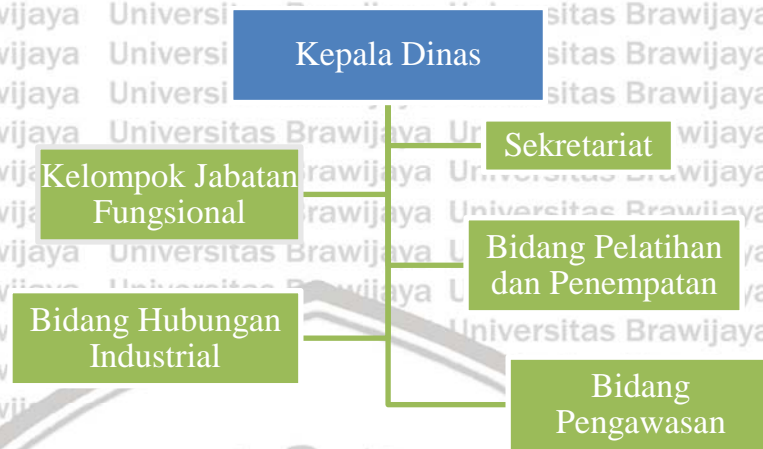 Kepala Dinas
Sekretariat
Kelompok Jabatan
Fungsional
Bidang Pelatihan
dan Penempatan
Bidang Hubungan
Industrial
Bidang
Pengawasan